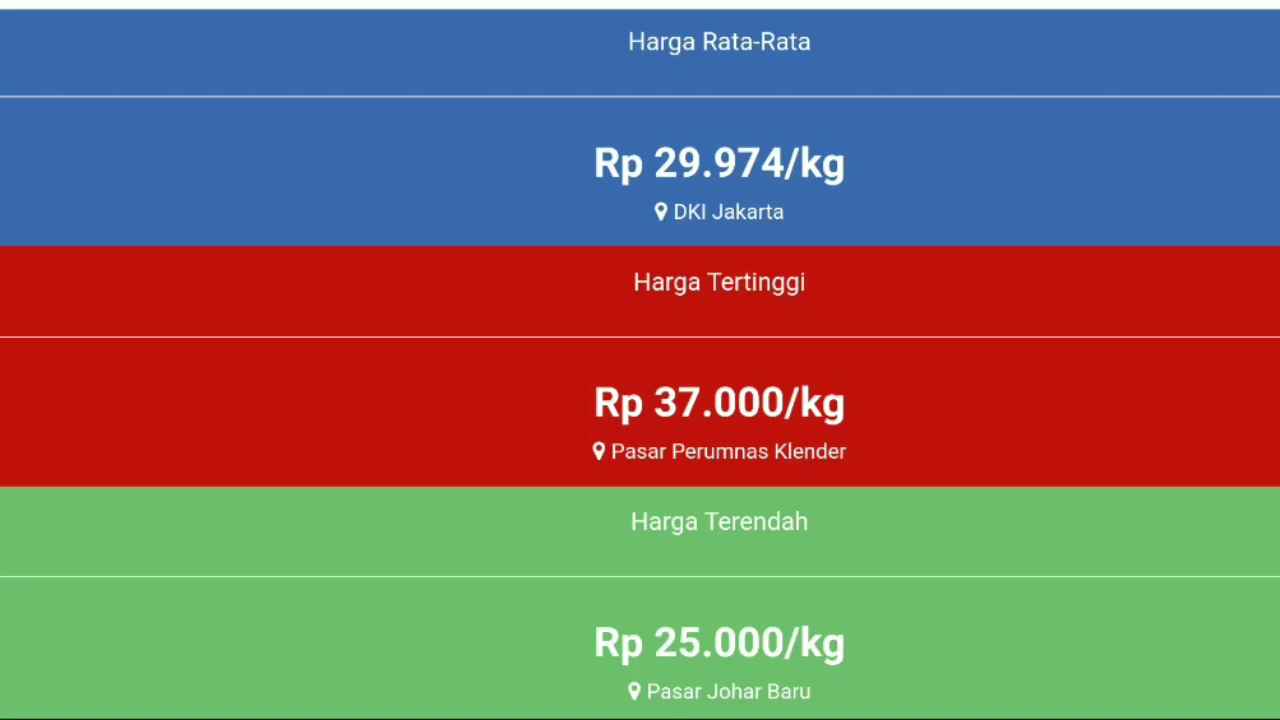 Harga Rata-Rata
Rp 29.974/kg
DKI Jakarta
Harga Tertinggi
Rp 37.000/kg
Pasar Perumnas Klender
Harga Terendah
Rp 25.000/kg
Pasar Johar Baru